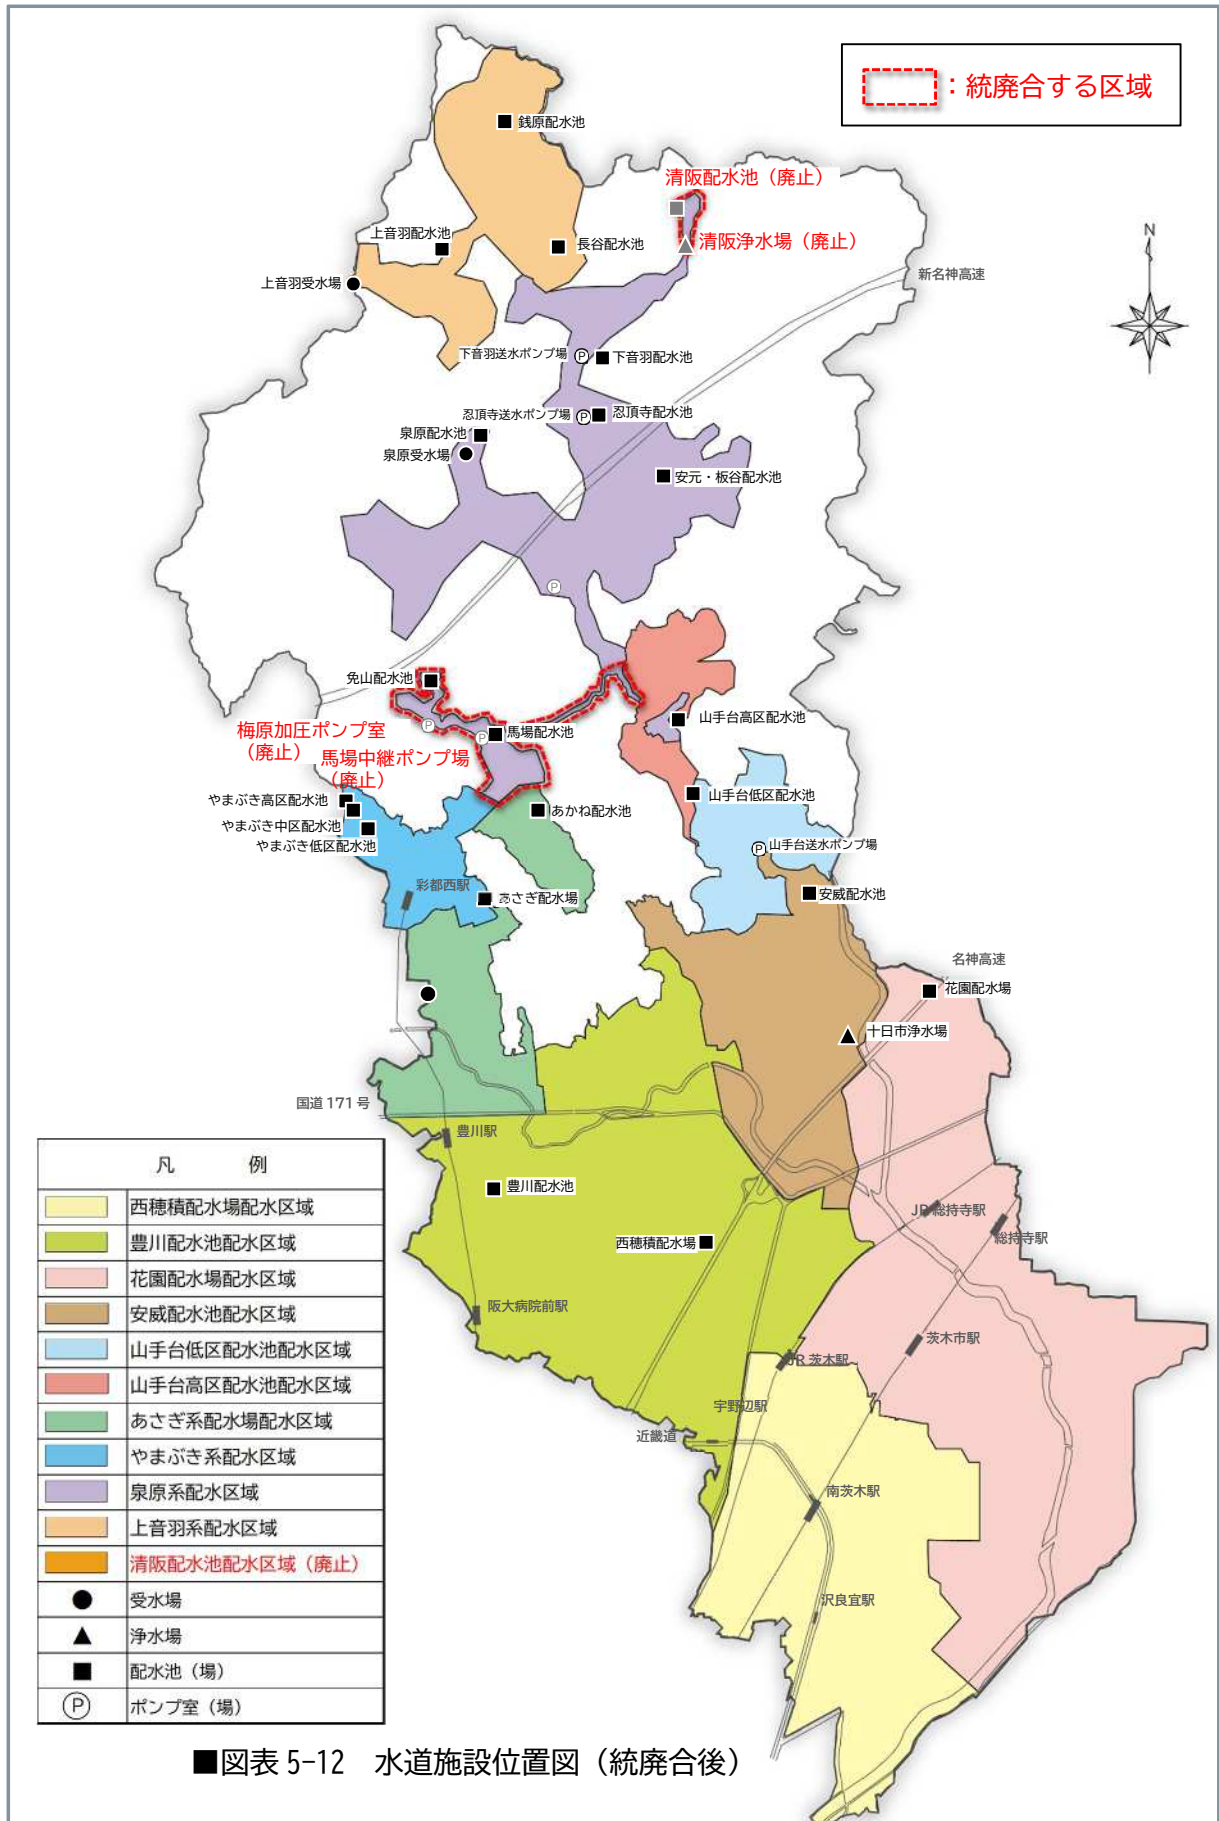 ：統廃合する区域
銭原配水池
清阪配水池（廃止）
上音羽配水池
長谷配水池
清阪浄水場（廃止）
上音羽受水場
新名神高速
N
下音羽送水ポンプ場
P
下音羽配水池
忍頂寺送水ポンプ場
P
忍頂寺配水池
泉原配水池
泉原受水場
安元・板谷配水池
P
免山配水池
山手台高区配水池
梅原加圧ポンプ室
（廃止）
P
P
馬場配水池
馬場中継ポンプ場
（廃止）
やまぶき高区配水池
山手台低区配水池
あかね配水池
やまぶき中区配水池
やまぶき低区配水池
P
山手台送水ポンプ場
彩都西駅
あさぎ配水場
安威配水池
名神高速
花園配水場
十日市浄水場
国道171号
豊川駅
豊川配水池
JR 総持寺駅
総持寺駅
西穂積配水場
阪大病院前駅
茨木市駅
JR 茨木駅
宇野辺駅
近畿道
南茨木駅
沢良宜駅
凡　例
西穂積配水場配水区域
豊川配水池配水区域
花園配水場配水区域
安威配水池配水区域
山手台低区配水池配水区域
山手台高区配水池配水区域
あさぎ系配水場配水区域
やまぶき系配水区域
泉原系配水区域
上音羽系配水区域
清阪配水池配水区域（廃止）
受水場
浄水場
配水池（場）
P
ポンプ室（場）
■図表 5-12　水道施設位置図（統廃合後）